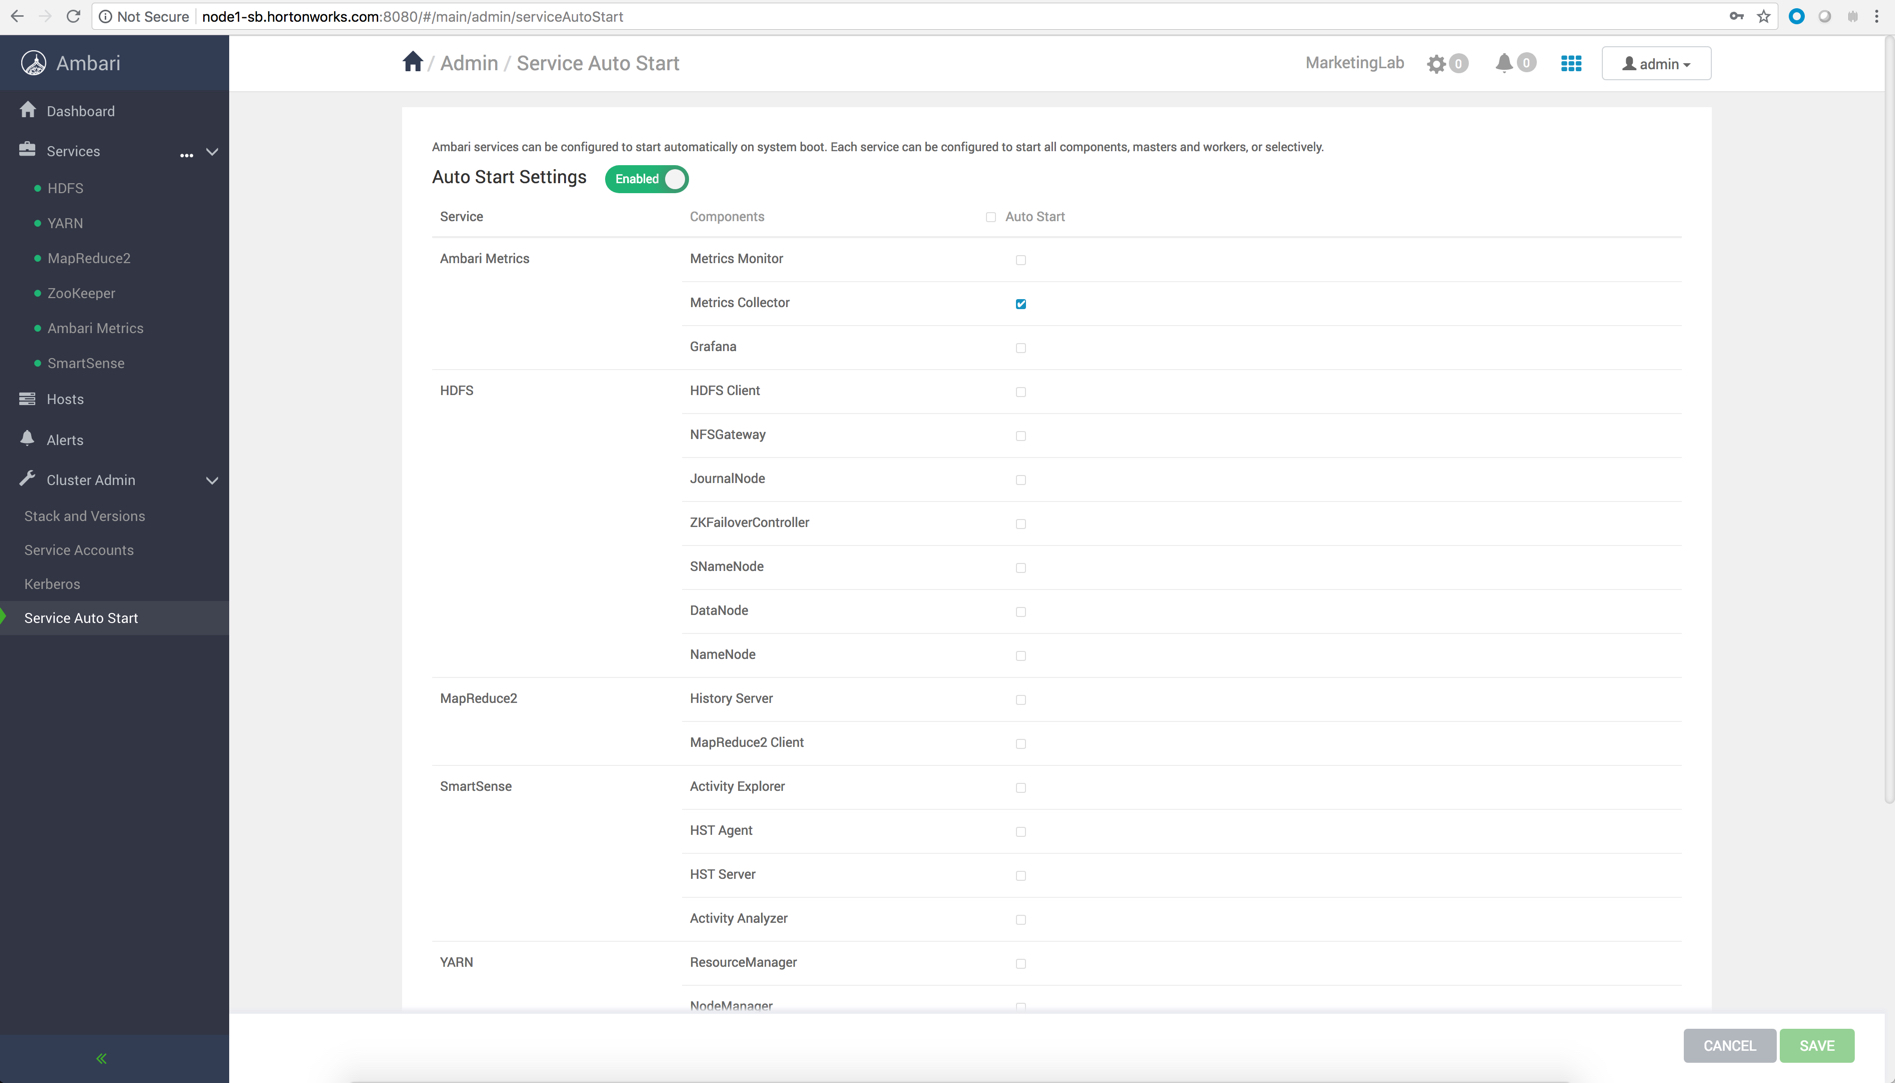 Not Secure node1-sb.hortonworks.com:8080/#/main/admin/serviceAutoStart
Ambari
/ Admin / Service Auto Start
MarketingLab 0 0 admin
Dashboard
Services ...
HDFS
YARN
MapReduce2
ZooKeeper
Ambari Metrics
SmartSense
Hosts
Alerts
Cluster Admin
Stack and Versions
Service Accounts
Kerberos
Service Auto Start
Ambari services can be configured to start automatically on system boot. Each service can be configured to start all components, masters and workers, or selectively.
Auto Start Settings Enabled
Service Components Auto Start
Ambari Metrics Metrics Monitor
Metrics Collector
Grafana
HDFS HDFS Client
NFSGateway
JournalNode
ZKFailoverController
SNameNode
DataNode
NameNode
MapReduce2 History Server
MapReduce2 Client
SmartSense Activity Explorer
HST Agent
HST Server
Activity Analyzer
YARN ResourceManager
NodeManager
CANCEL SAVE